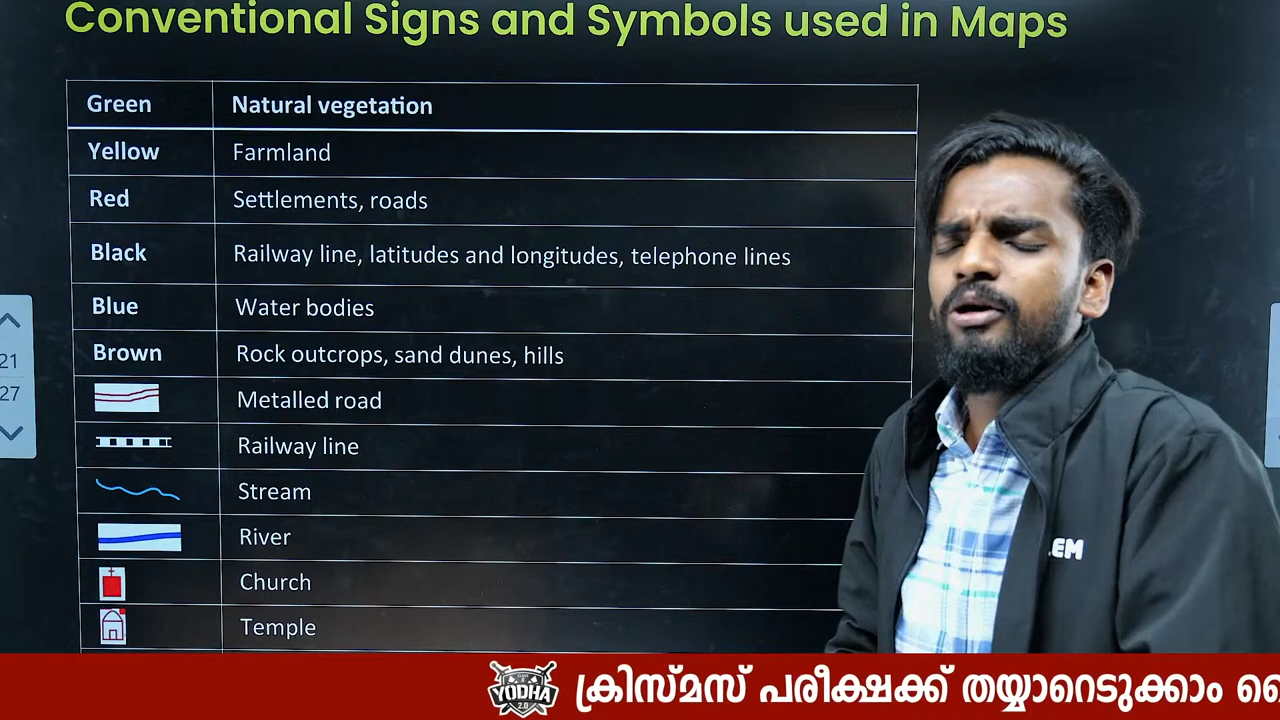 Conventional Signs and Symbols used in Maps
Green Natural vegetation
Yellow Farmland
Red Settlements, roads
Black Railway line, latitudes and longitudes, telephone lines
Blue Water bodies
Brown Rock outcrops, sand dunes, hills
Metalled road
Railway line
Stream
River
Church
Temple
21
27
.EM
YODHA
2.0
ക്രിസ്മസ് പരീക്ഷക്ക് തയ്യാറെടുക്കാം